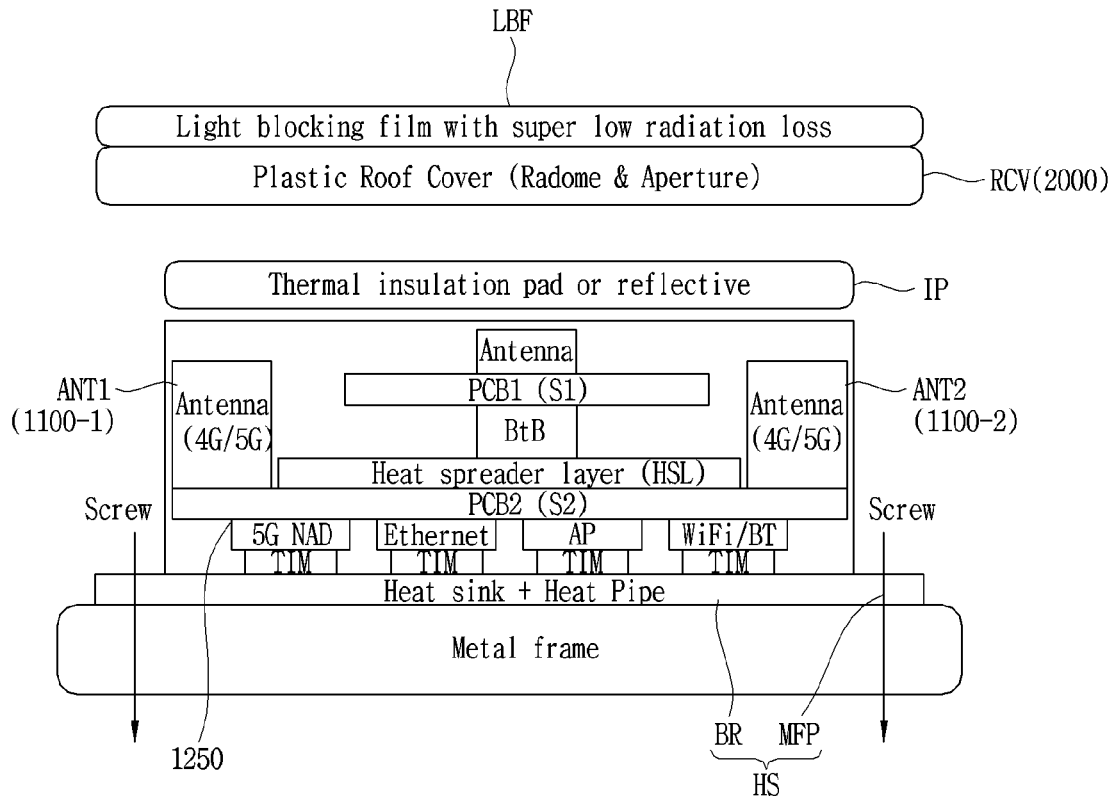 LBF
Light blocking film with super low radiation loss
Plastic Roof Cover (Radome & Aperture)
RCV(2000)
Thermal insulation pad or reflective
IP
Antenna
ANT1
(1100-1)
Antenna
(4G/5G)
PCB1 (S1)
Antenna
(4G/5G)
ANT2
(1100-2)
BtB
Heat spreader layer (HSL)
PCB2 (S2)
Screw
Screw
5G NAD
Ethernet
AP
WiFi/BT
TIM
TIM
TIM
TIM
Heat sink + Heat Pipe
Metal frame
1250
BR
MFP
HS